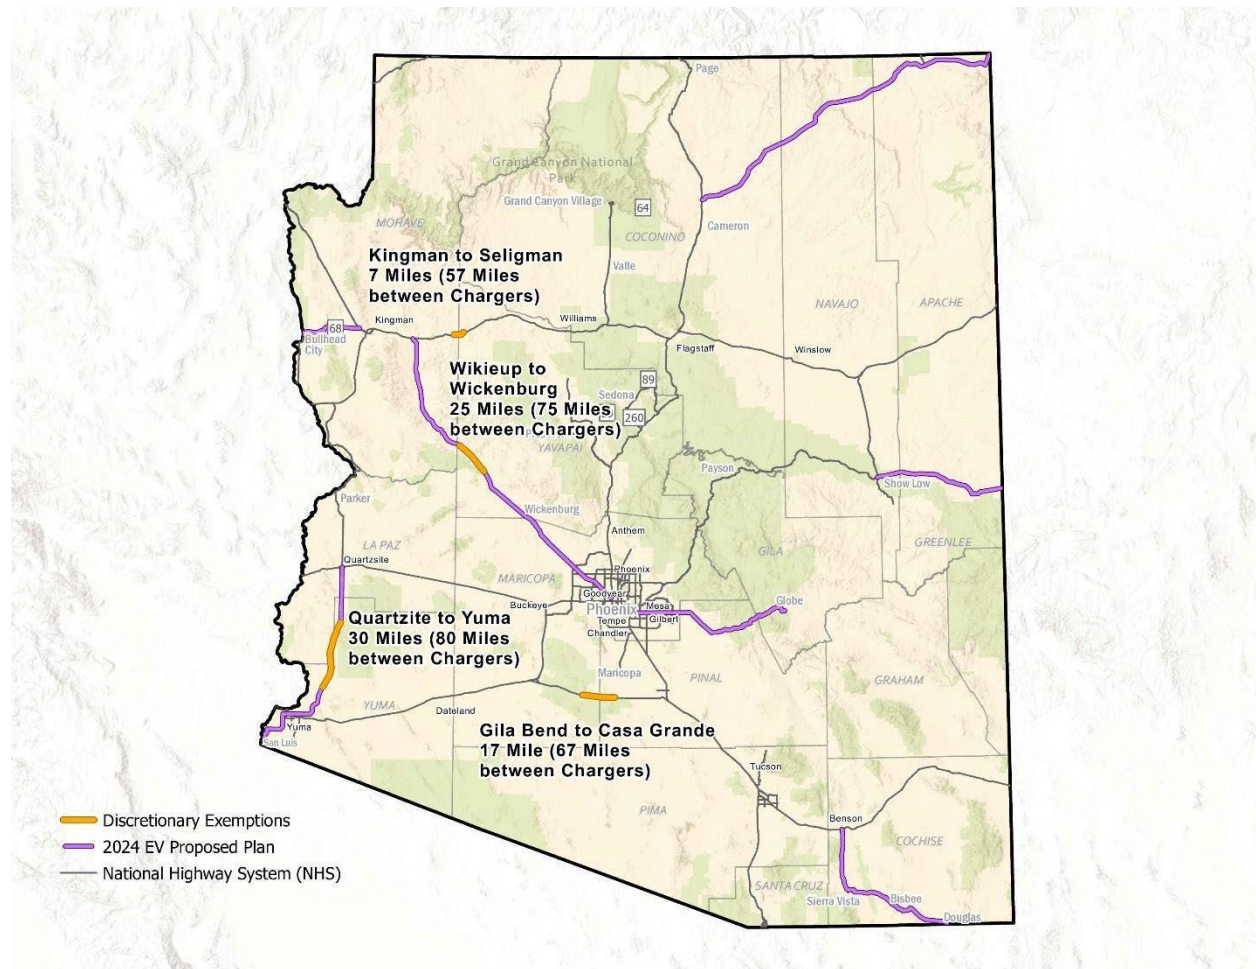 Page
Grand Canyon National
Park
Grand Canyon Village
64
MOHAVE
COCONINO
Cameron
Kingman to Seligman
7 Miles (57 Miles
between Chargers)
Valle
NAVAJO
APACHE
68
Kingman
Williams
Bullhead
City
Flagstaff
Winslow
Wikieup to
Wickenburg
25 Miles (75 Miles
between Chargers)
89
Sedona
260
YAVAPAI
Payson
Show Low
Parker
Wickenburg
Anthem
LA PAZ
GILA
GREENLEE
Quartzsite
MARICOPA
Phoenix
Goodyear
Buckeye
Phoenix
Mesa
Globe
Tempe
Gilbert
Chandler
Quartzite to Yuma
30 Miles (80 Miles
between Chargers)
Maricopa
PINAL
GRAHAM
YUMA
Dateland
Yuma
San Luis
Gila Bend to Casa Grande
17 Mile (67 Miles
between Chargers)
Tucson
PIMA
Benson
COCHISE
SANTA CRUZ
Sierra Vista
Bisbee
Douglas
Discretionary Exemptions
2024 EV Proposed Plan
National Highway System (NHS)